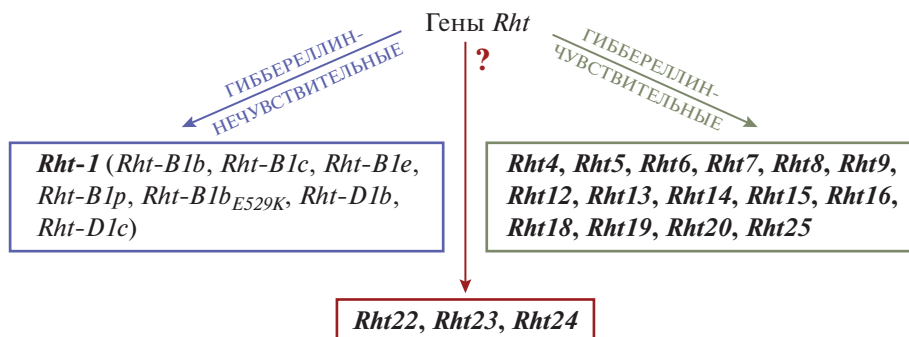 Гены Rht
ГИББЕРЕЛЛИН-
НЕЧУВСТВИТЕЛЬНЫЕ
?
ГИББЕРЕЛЛИН-
ЧУВСТВИТЕЛЬНЫЕ
Rht-1 (Rht-B1b, Rht-B1c, Rht-B1e,
Rht-B1p, Rht-B1b_E529K, Rht-D1b,
Rht-D1c)
Rht4, Rht5, Rht6, Rht7, Rht8, Rht9,
Rht12, Rht13, Rht14, Rht15, Rht16,
Rht18, Rht19, Rht20, Rht25
Rht22, Rht23, Rht24